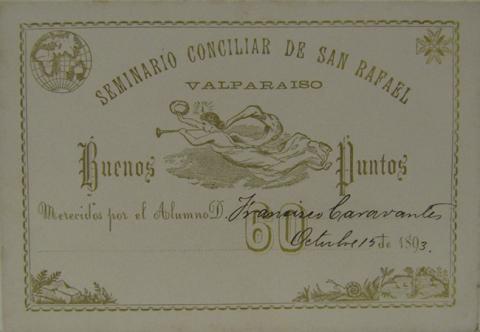 SEMINARIO CONCILIAR DE SAN RAFAEL
VALPARAISO
Buenos Puntos
Merecidos por el Alumno D. Francisco Caravantes
60
Octubre 15 de 1893.